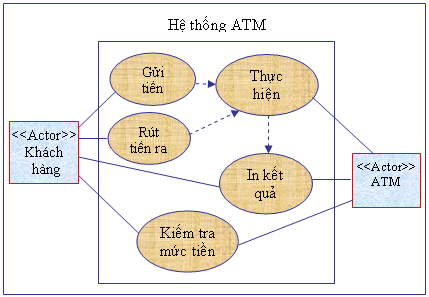 Hệ thống ATM
Gửi
tiền
Thực
hiện
<<Actor>>
Khách
hàng
Rút
tiền ra
In kết
quả
<<Actor>>
ATM
Kiểm tra
mức tiền